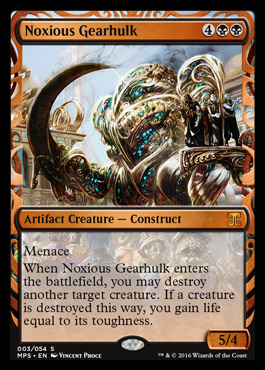 Noxious Gearhulk 4
Artifact Creature — Construct
Menace
When Noxious Gearhulk enters
the battlefield, you may destroy
another target creature. If a creature
is destroyed this way, you gain life
equal to its toughness.
5/4
003/054 S
MPS • EN VINCENT PROCE
™ & © 2016 Wizards of the Coast